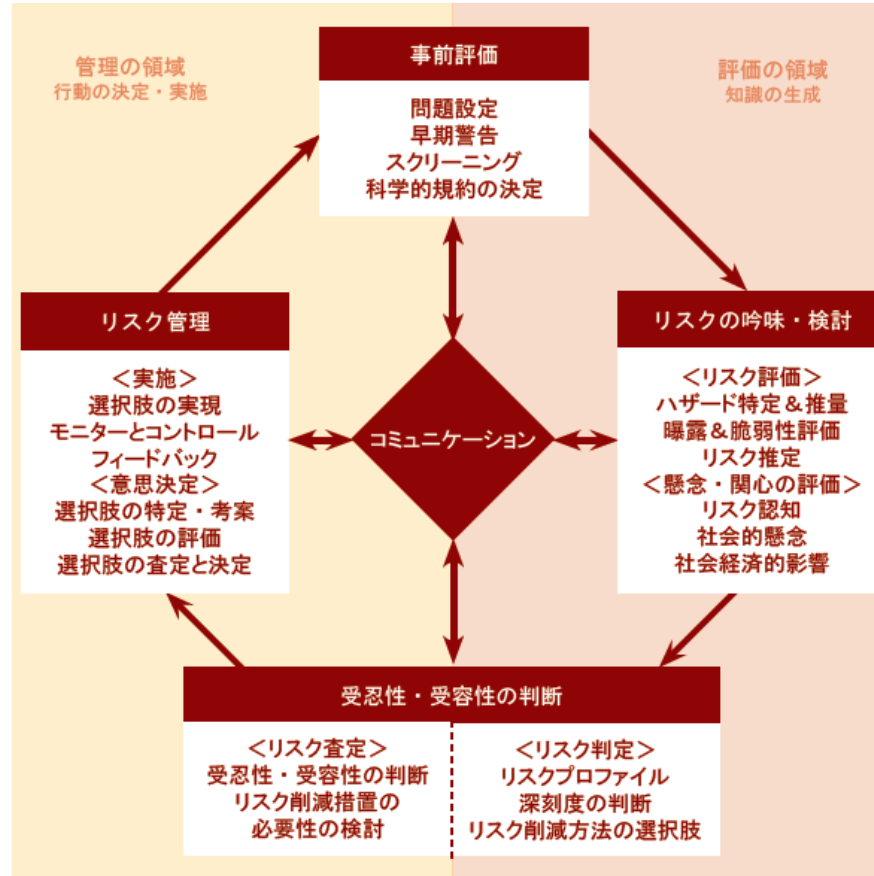 管理の領域
行動の決定・実施
事前評価
問題設定
早期警告
スクリーニング
科学的規約の決定
評価の領域
知識の生成
リスク管理
<実施>
選択肢の実現
モニターとコントロール
フィードバック
<意思決定>
選択肢の特定・考案
選択肢の評価
選択肢の査定と決定
コミュニケーション
リスクの吟味・検討
<リスク評価>
ハザード特定&推量
曝露&脆弱性評価
リスク推定
<懸念・関心の評価>
リスク認知
社会的懸念
社会経済的影響
受忍性・受容性の判断
<リスク査定>
受忍性・受容性の判断
リスク削減措置の
必要性の検討
<リスク判定>
リスクプロファイル
深刻度の判断
リスク削減方法の選択肢